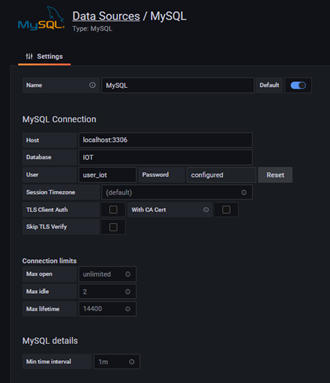 MySQL
Data Sources / MySQL
Type: MySQL
Settings
Name MySQL Default
MySQL Connection
Host localhost:3306
Database IOT
User user_iot Password configured Reset
Session Timezone (default)
TLS Client Auth With CA Cert
Skip TLS Verify
Connection limits
Max open unlimited
Max idle 2
Max lifetime 14400
MySQL details
Min time interval 1m